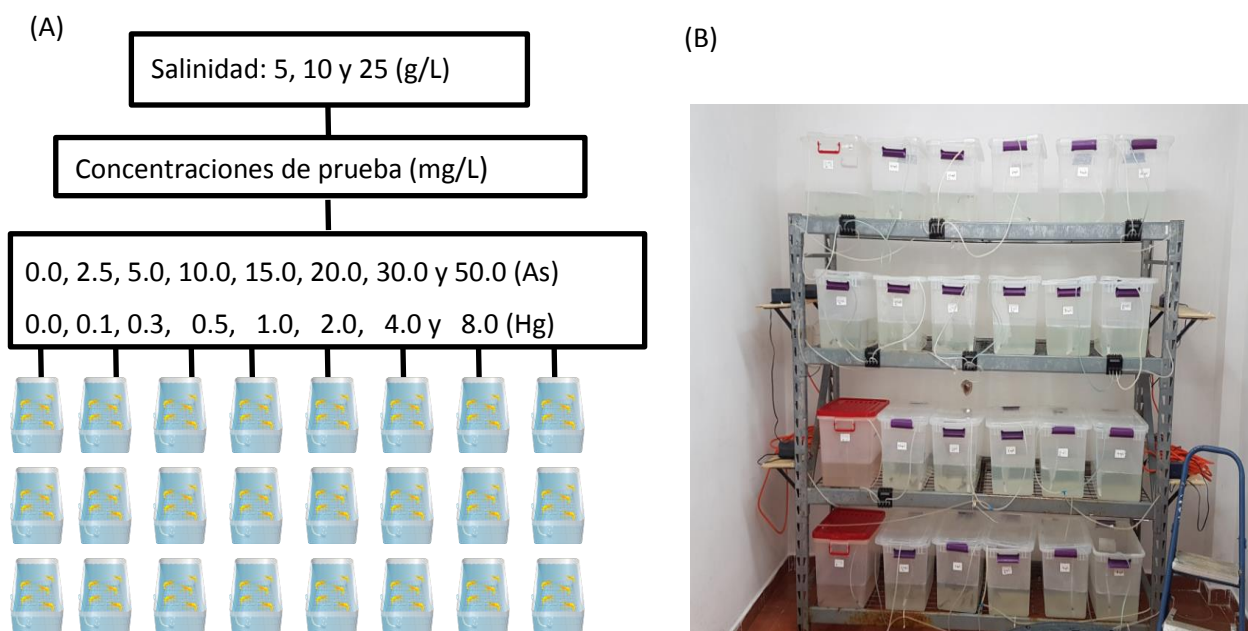 (A)
Salinidad: 5, 10 y 25 (g/L)
Concentraciones de prueba (mg/L)
0.0, 2.5, 5.0, 10.0, 15.0, 20.0, 30.0 y 50.0 (As)
0.0, 0.1, 0.3, 0.5, 1.0, 2.0, 4.0 y 8.0 (Hg)
(B)